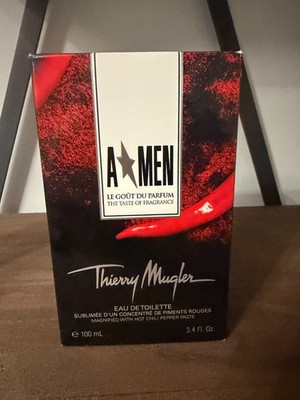 A★MEN
LE GOÛT DU PARFUM
THE TASTE OF FRAGRANCE
Thierry Mugler
EAU DE TOILETTE
SUBLIMÉE D'UN CONCENTRÉ DE PIMENTS ROUGES
MAGNIFIED WITH HOT CHILI PEPPER PASTE
℮ 100 mL 3.4 Fl. Oz.